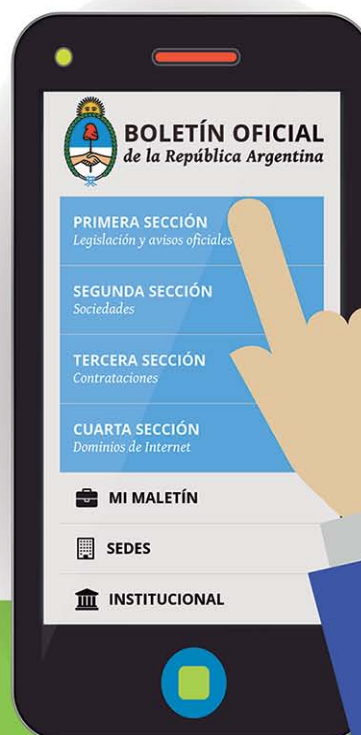 BOLETÍN OFICIAL
de la República Argentina
PRIMERA SECCIÓN
Legislación y avisos oficiales
SEGUNDA SECCIÓN
Sociedades
TERCERA SECCIÓN
Contrataciones
CUARTA SECCIÓN
Dominios de Internet
MI MALETÍN
SEDES
INSTITUCIONAL